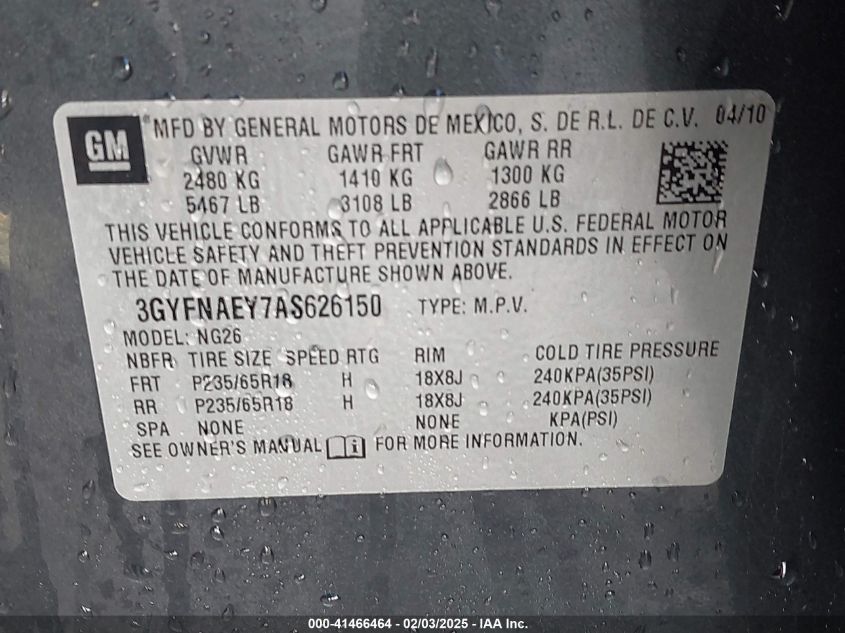 GM
® MFD BY GENERAL MOTORS DE MEXICO, S. DE R.L. DE C.V. 04/10
GVWR GAWR FRT GAWR RR
2480 KG 1410 KG 1300 KG
5467 LB 3108 LB 2866 LB
THIS VEHICLE CONFORMS TO ALL APPLICABLE U.S. FEDERAL MOTOR
VEHICLE SAFETY AND THEFT PREVENTION STANDARDS IN EFFECT ON
THE DATE OF MANUFACTURE SHOWN ABOVE.
3GYFNAEY7AS626150 TYPE: M.P.V.
MODEL: NG26
NBFR TIRE SIZE SPEED RTG RIM COLD TIRE PRESSURE
FRT P235/65R18 H 18X8J 240KPA(35PSI)
RR P235/65R18 H 18X8J 240KPA(35PSI)
SPA NONE NONE KPA(PSI)
SEE OWNER'S MANUAL i FOR MORE INFORMATION.
000-41466464 - 02/03/2025 - IAA Inc.